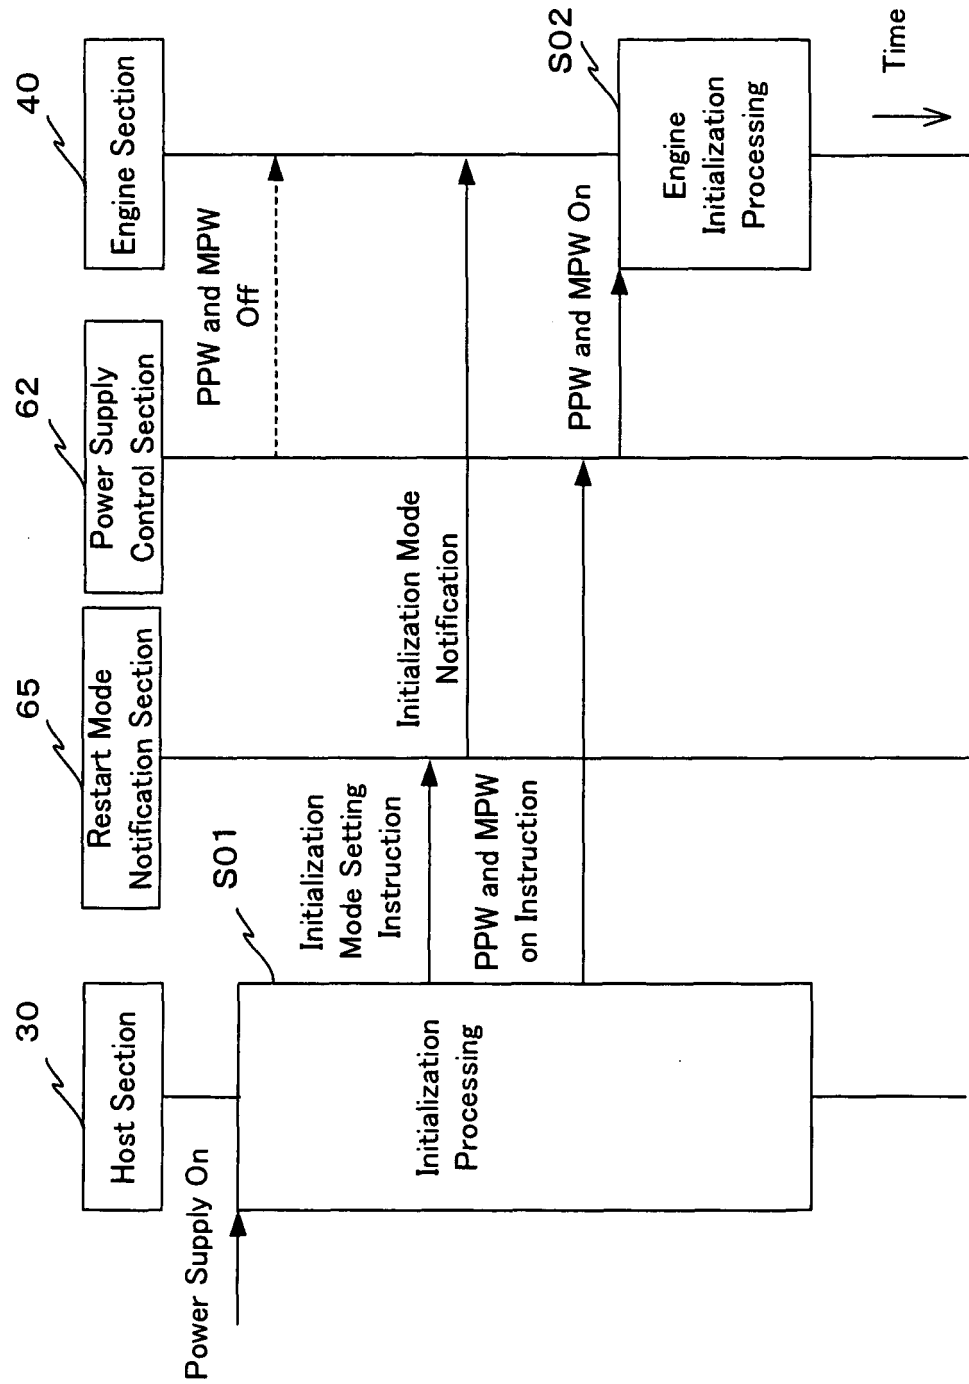 30
Host Section
65
Restart Mode
Notification Section
62
Power Supply
Control Section
40
Engine Section
Power Supply On
PPW and MPW
Off
S01
Initialization
Mode Setting
Instruction
Initialization Mode
Notification
Initialization
Processing
PPW and MPW
on Instruction
PPW and MPW On
S02
Engine
Initialization
Processing
Time